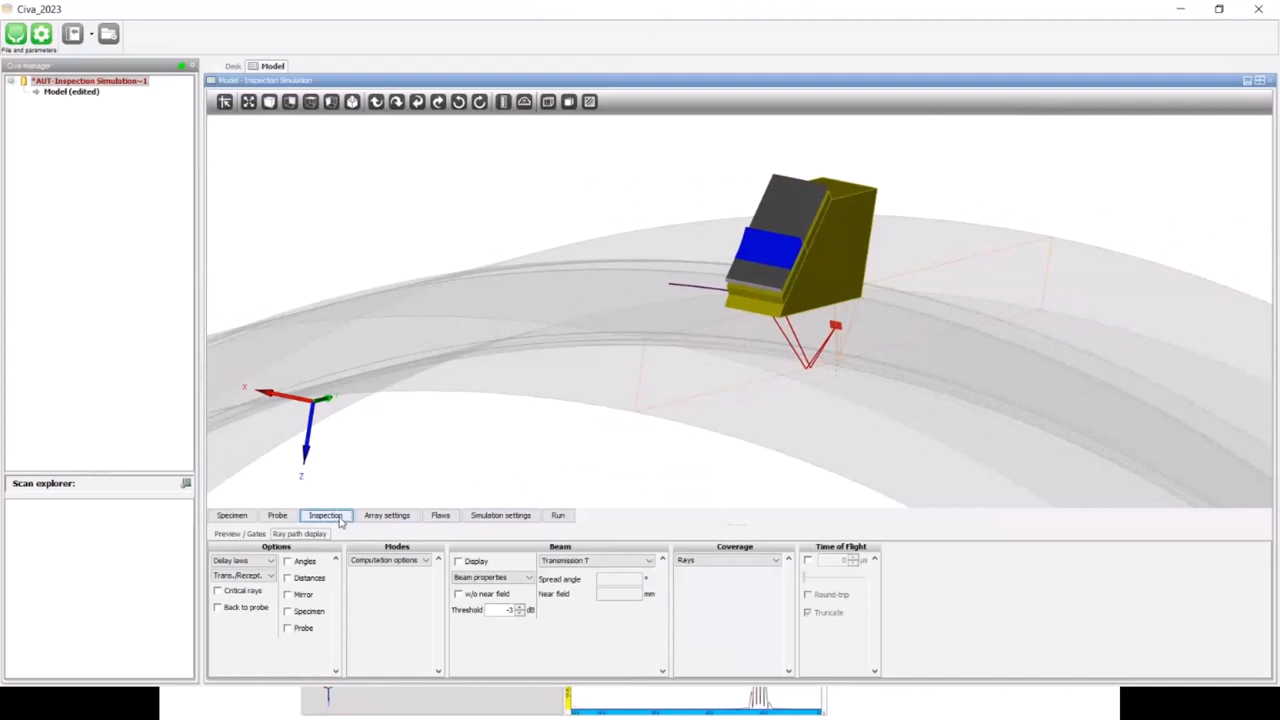 Civa_2023
File and parameters
Civa manager
*AUT-Inspection Simulation~1
Model (edited)
Scan explorer:
Desk
Model
Model - Inspection Simulation
X
Y
Z
Specimen
Probe
Inspection
Array settings
Flaws
Simulation settings
Run
Preview / Gates
Ray path display
Options
Delay laws
Trans./Recept.
Critical rays
Back to probe
Angles
Distances
Mirror
Specimen
Probe
Modes
Computation options
Beam
Display
Transmission T
Beam properties
Spread angle °
w/o near field
Near field mm
Threshold -3 dB
Coverage
Rays
Time of Flight
0 µs
Round-trip
Truncate